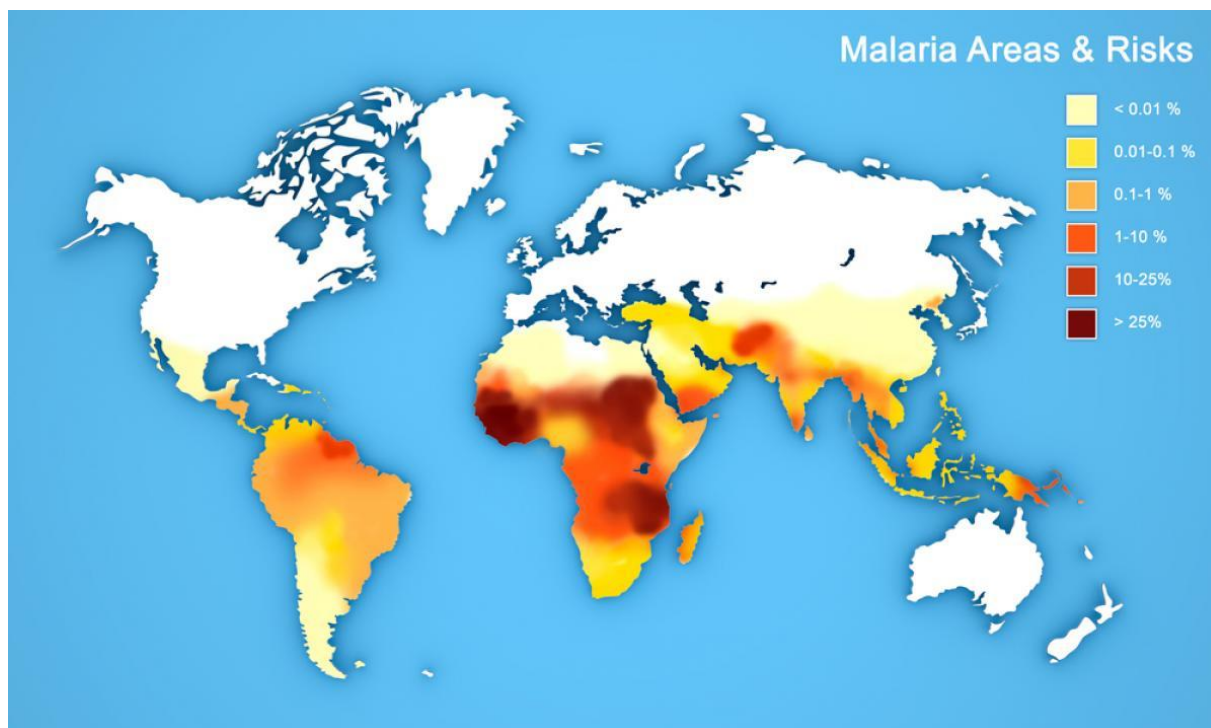 Malaria Areas & Risks
< 0.01 %
0.01-0.1 %
0.1-1 %
1-10 %
10-25%
> 25%